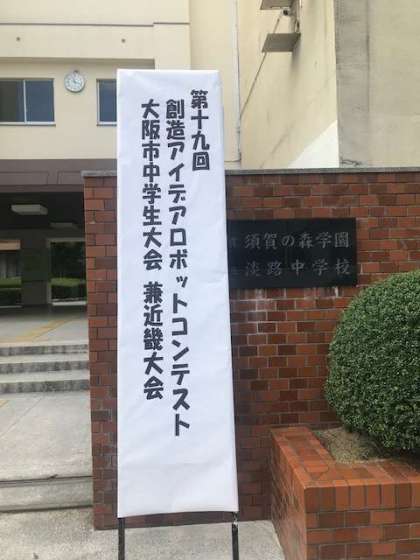 第十九回
創造アイデアロボットコンテスト
大阪市中学生大会 兼近畿大会
須賀の森学園
淡路中学校